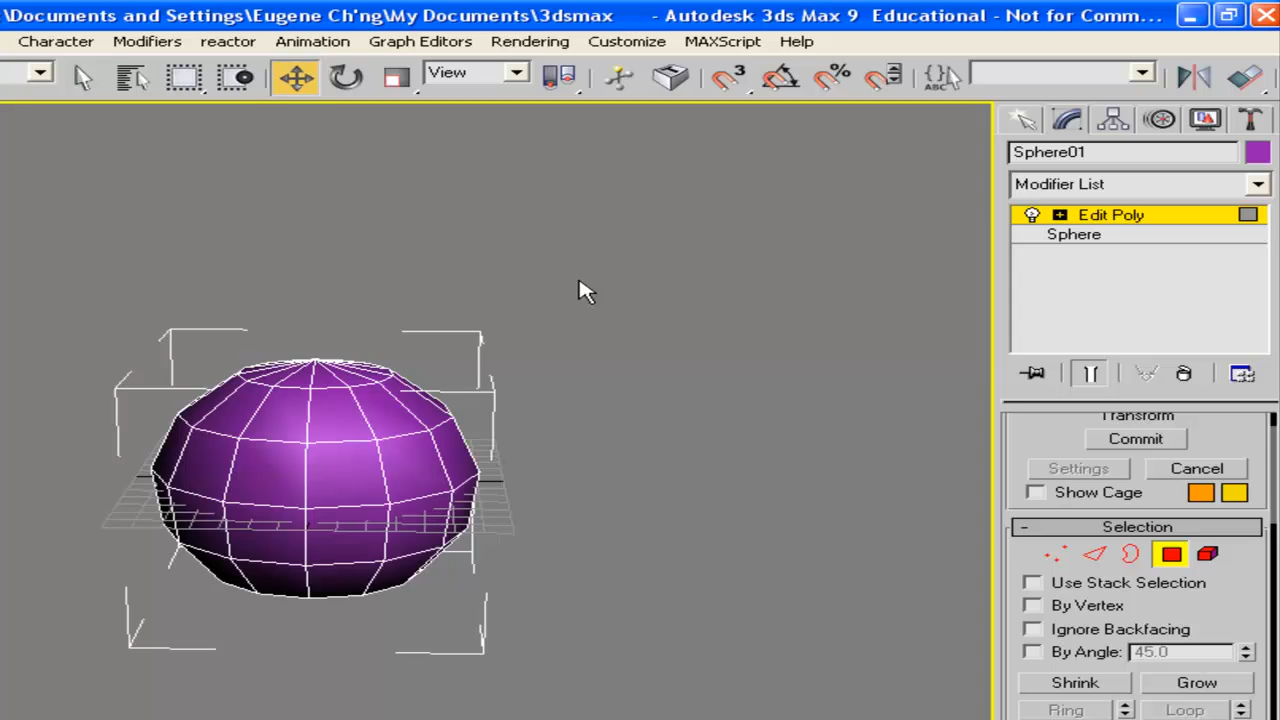 \Documents and Settings\Eugene Ch'ng\My Documents\3dsmax - Autodesk 3ds Max 9 Educational - Not for Comm...
Character Modifiers reactor Animation Graph Editors Rendering Customize MAXScript Help
View 3 % {} ABC
Sphere01
Modifier List
Edit Poly
Sphere
Transform
Commit
Settings Cancel
Show Cage
- Selection
Use Stack Selection
By Vertex
Ignore Backfacing
By Angle: 45.0
Shrink Grow
Ring Loop